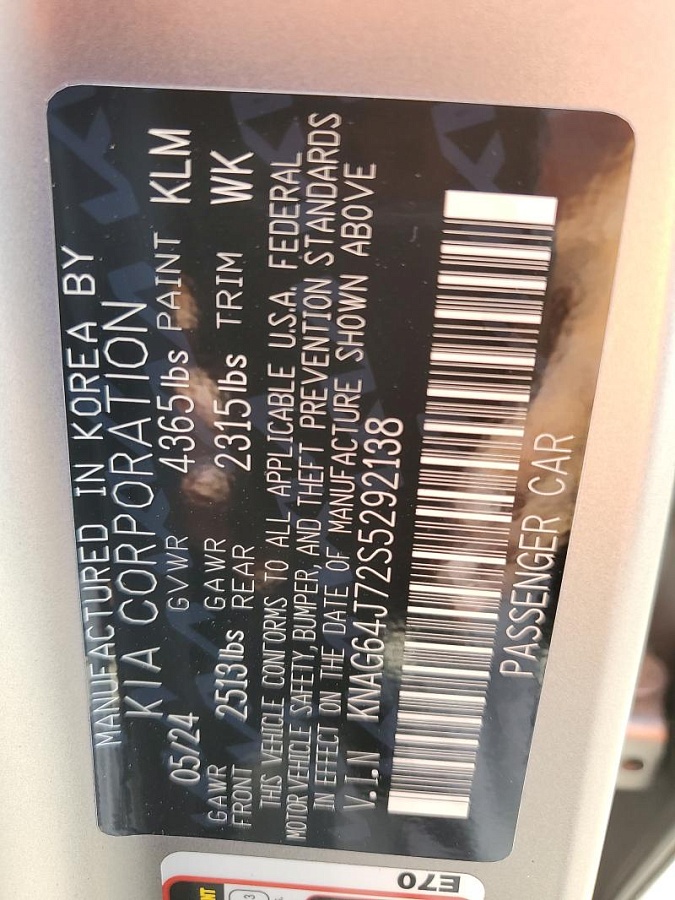 MANUFACTURED IN KOREA BY
KIA CORPORATION
05/24 GVWR 4365lbs PAINT KLM
GAWR FRONT 2513lbs GAWR REAR 2315lbs TRIM WK
THIS VEHICLE CONFORMS TO ALL APPLICABLE U.S.A. FEDERAL
MOTOR VEHICLE SAFETY, BUMPER, AND THEFT PREVENTION STANDARDS
IN EFFECT ON THE DATE OF MANUFACTURE SHOWN ABOVE
V.I.N KNAG64J72S5292138
PASSENGER CAR
E70